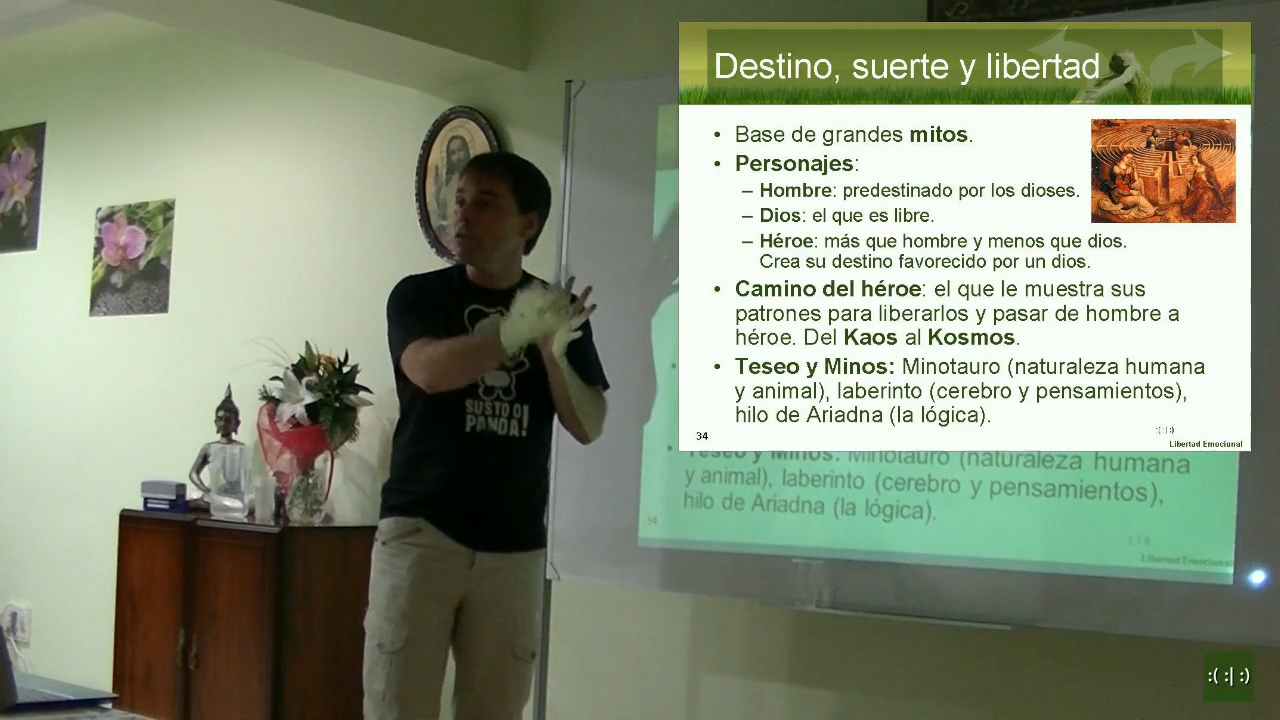 Destino, suerte y libertad
• Base de grandes mitos.
• Personajes:
– Hombre: predestinado por los dioses.
– Dios: el que es libre.
– Héroe: más que hombre y menos que dios.
Crea su destino favorecido por un dios.
• Camino del héroe: el que le muestra sus
patrones para liberarlos y pasar de hombre a
héroe. Del Kaos al Kosmos.
• Teseo y Minos: Minotauro (naturaleza humana
y animal), laberinto (cerebro y pensamientos),
hilo de Ariadna (la lógica).
34
:(:|:)
Libertad Emocional
• Teseo y Minos: Minotauro (naturaleza humana
y animal), laberinto (cerebro y pensamientos),
hilo de Ariadna (la lógica).
34
Libertad Emocional
SUSTO O
PANDA!
:( :| :)